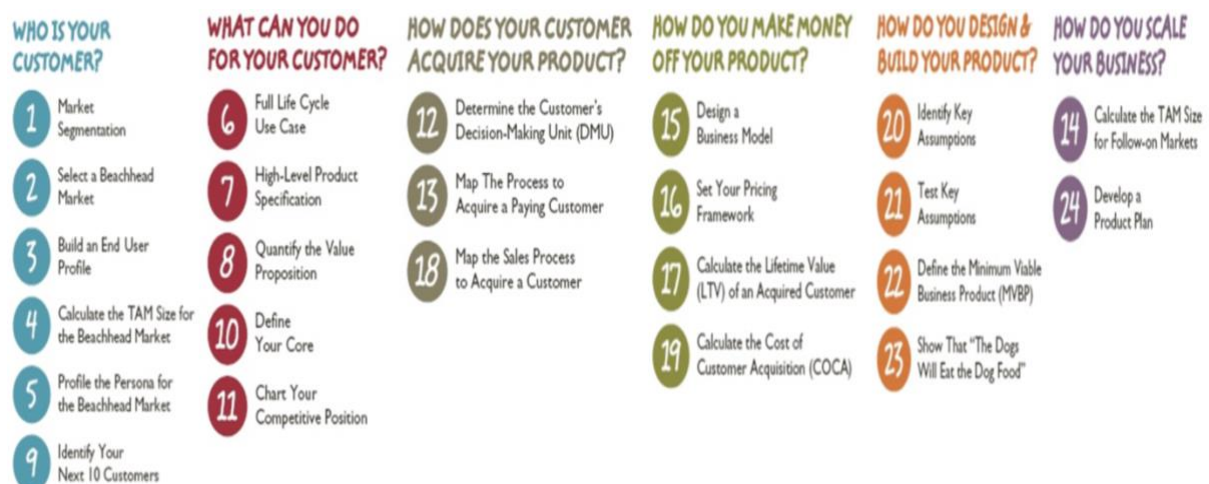 WHO IS YOUR
CUSTOMER?
1
Market
Segmentation
2
Select a Beachhead
Market
3
Build an End User
Profile
4
Calculate the TAM Size for
the Beachhead Market
5
Profile the Persona for
the Beachhead Market
9
Identify Your
Next 10 Customers
WHAT CAN YOU DO
FOR YOUR CUSTOMER?
6
Full Life Cycle
Use Case
7
High-Level Product
Specification
8
Quantify the Value
Proposition
10
Define
Your Core
11
Chart Your
Competitive Position
HOW DOES YOUR CUSTOMER
ACQUIRE YOUR PRODUCT?
12
Determine the Customer's
Decision-Making Unit (DMU)
13
Map The Process to
Acquire a Paying Customer
18
Map the Sales Process
to Acquire a Customer
HOW DO YOU MAKE MONEY
OFF YOUR PRODUCT?
15
Design a
Business Model
16
Set Your Pricing
Framework
17
Calculate the Lifetime Value
(LTV) of an Acquired Customer
19
Calculate the Cost of
Customer Acquisition (COCA)
HOW DO YOU DESIGN &
BUILD YOUR PRODUCT?
20
Identify Key
Assumptions
21
Test Key
Assumptions
22
Define the Minimum Viable
Business Product (MVBP)
23
Show That "The Dogs
Will Eat the Dog Food"
HOW DO YOU SCALE
YOUR BUSINESS?
14
Calculate the TAM Size
for Follow-on Markets
24
Develop a
Product Plan